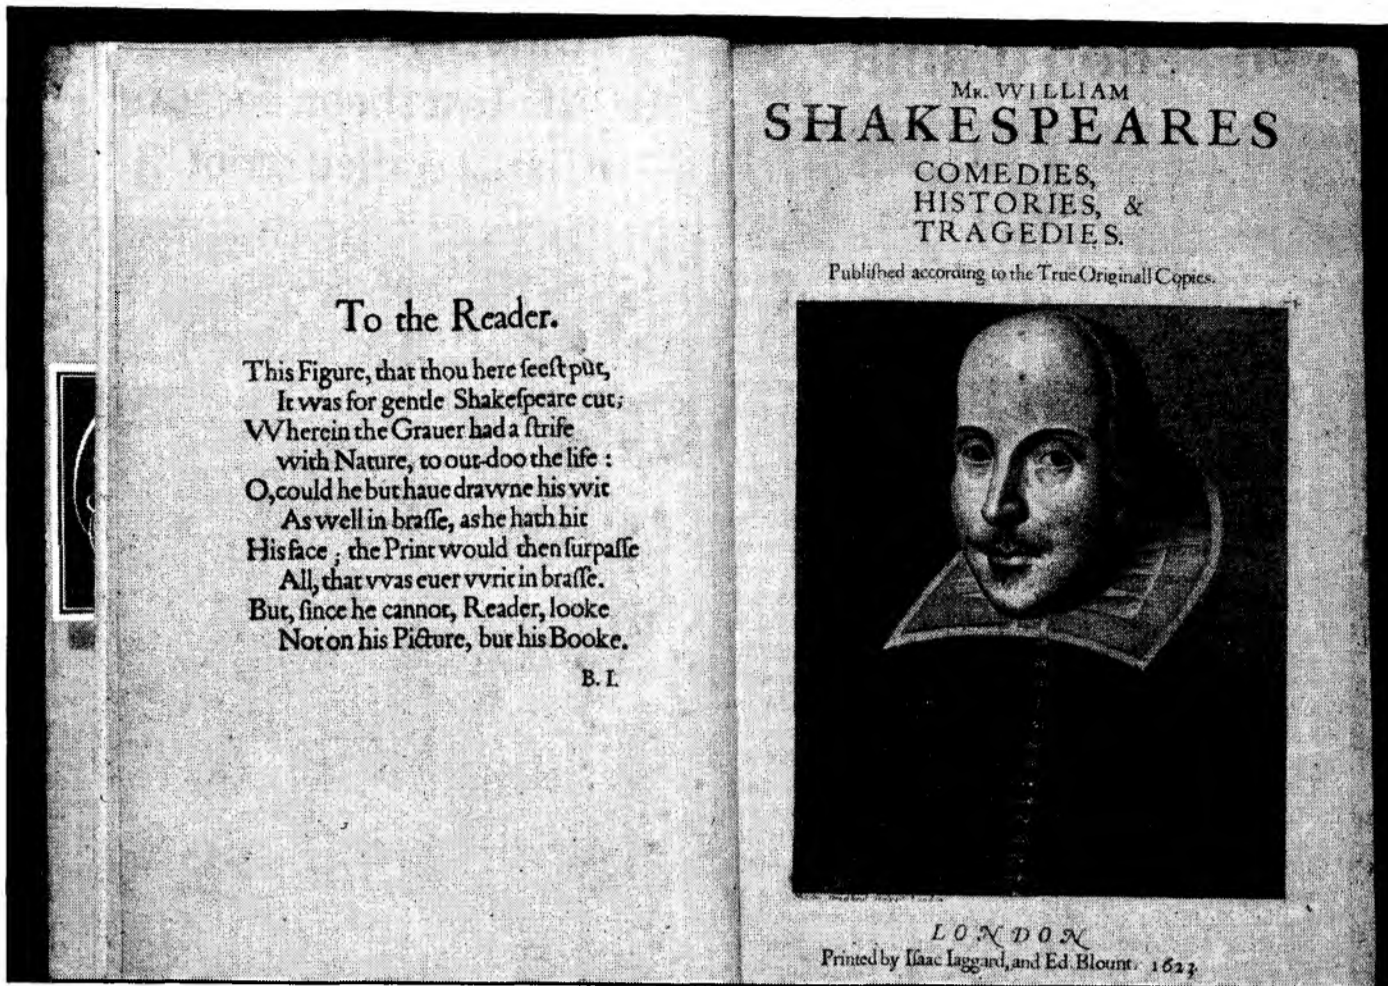 To the Reader.
This Figure, that thou here ſeeſt put,
It was for gentle Shakeſpeare cut;
VVherein the Grauer had a ſtrife
with Nature, to out-doo the life :
O,could he but haue dravvne his vvit
As well in braſſe, as he hath hit
His face ; the Print would then ſurpaſſe
All, that vvas euer vvrit in braſſe.
But, ſince he cannot, Reader, looke
Not on his Picture, but his Booke.
B. I.
MR. VVILLIAM
SHAKESPEARES
COMEDIES,
HISTORIES, &
TRAGEDIES.
Publiſhed according to the True Originall Copies.
LONDON
Printed by Iſaac Iaggard, and Ed. Blount. 1623